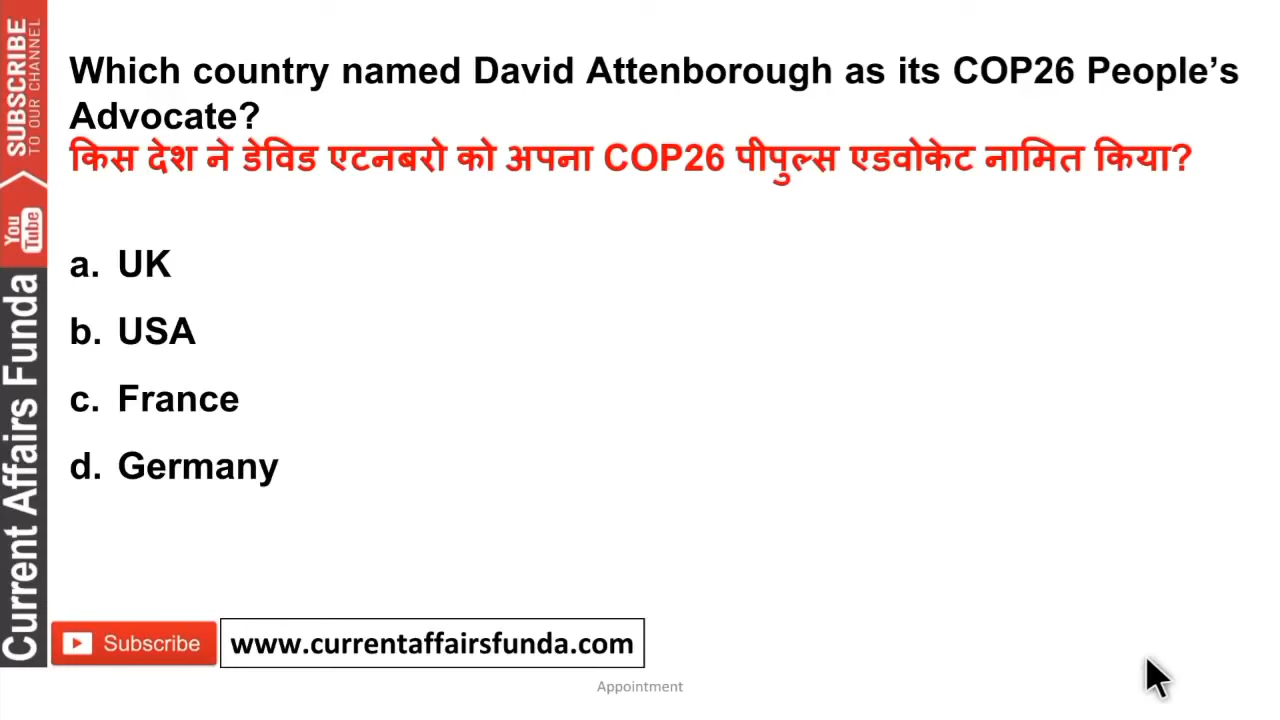 Which country named David Attenborough as its COP26 People’s
Advocate?
किस देश ने डेविड एटनबरो को अपना COP26 पीपुल्स एडवोकेट नामित किया?
a. UK
b. USA
c. France
d. Germany
SUBSCRIBE
TO OUR CHANNEL
You
Tube
Current Affairs Funda
Subscribe
www.currentaffairsfunda.com
Appointment